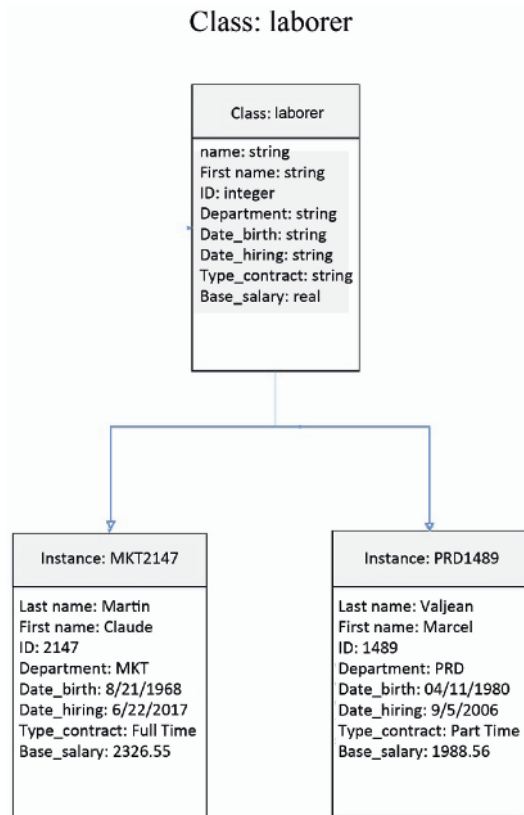 Class: laborer
Class: laborer
name: string
First name: string
ID: integer
Department: string
Date_birth: string
Date_hiring: string
Type_contract: string
Base_salary: real
Instance: MKT2147
Last name: Martin
First name: Claude
ID: 2147
Department: MKT
Date_birth: 8/21/1968
Date_hiring: 6/22/2017
Type_contract: Full Time
Base_salary: 2326.55
Instance: PRD1489
Last name: Valjean
First name: Marcel
ID: 1489
Department: PRD
Date_birth: 04/11/1980
Date_hiring: 9/5/2006
Type_contract: Part Time
Base_salary: 1988.56